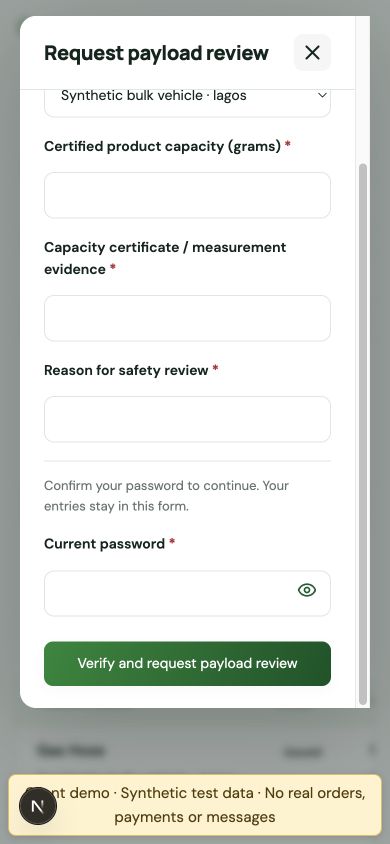 Request payload review
Synthetic bulk vehicle · lagos
Certified product capacity (grams) *
Capacity certificate / measurement
evidence *
Reason for safety review *
Confirm your password to continue. Your
entries stay in this form.
Current password *
Verify and request payload review
demo · Synthetic test data · No real orders,
payments or messages
N